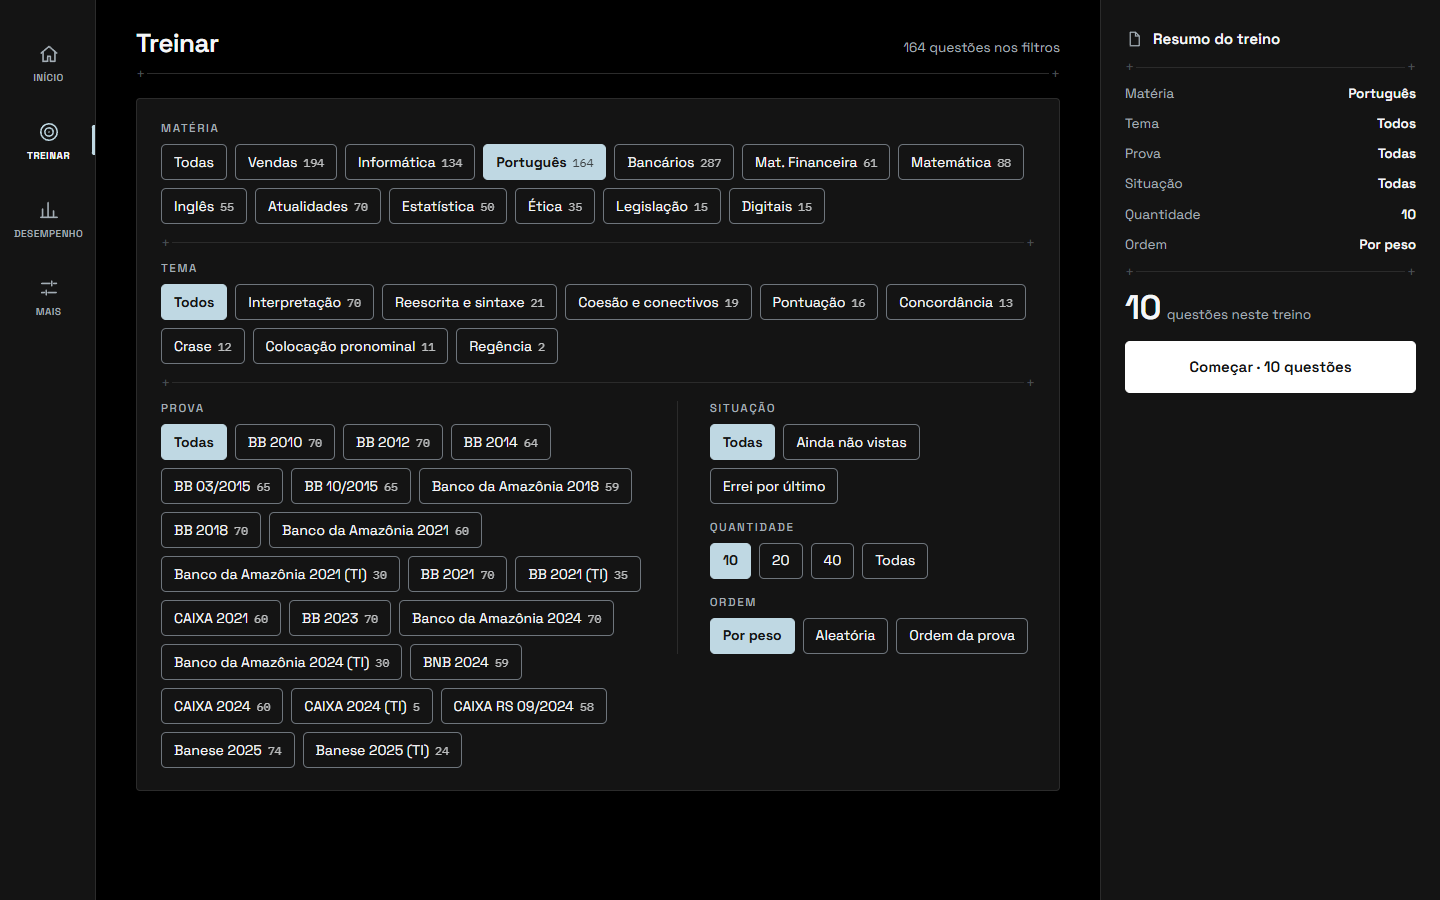 INÍCIO
TREINAR
DESEMPENHO
MAIS
Treinar
164 questões nos filtros
MATÉRIA
Todas
Vendas 194
Informática 134
Português 164
Bancários 287
Mat. Financeira 61
Matemática 88
Inglês 55
Atualidades 70
Estatística 50
Ética 35
Legislação 15
Digitais 15
TEMA
Todos
Interpretação 70
Reescrita e sintaxe 21
Coesão e conectivos 19
Pontuação 16
Concordância 13
Crase 12
Colocação pronominal 11
Regência 2
PROVA
Todas
BB 2010 70
BB 2012 70
BB 2014 64
BB 03/2015 65
BB 10/2015 65
Banco da Amazônia 2018 59
BB 2018 70
Banco da Amazônia 2021 60
Banco da Amazônia 2021 (TI) 30
BB 2021 70
BB 2021 (TI) 35
CAIXA 2021 60
BB 2023 70
Banco da Amazônia 2024 70
Banco da Amazônia 2024 (TI) 30
BNB 2024 59
CAIXA 2024 60
CAIXA 2024 (TI) 5
CAIXA RS 09/2024 58
Banese 2025 74
Banese 2025 (TI) 24
SITUAÇÃO
Todas
Ainda não vistas
Errei por último
QUANTIDADE
10
20
40
Todas
ORDEM
Por peso
Aleatória
Ordem da prova
Resumo do treino
Matéria Português
Tema Todos
Prova Todas
Situação Todas
Quantidade 10
Ordem Por peso
10 questões neste treino
Começar · 10 questões